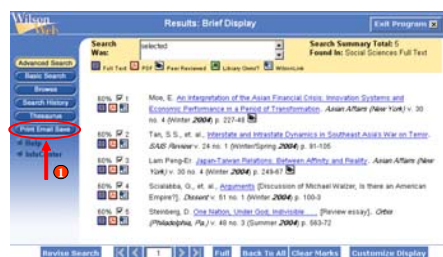 Wilson
Web
Results: Brief Display
Exit Program
Search
Was:
selected
Search Summary Total: 5
Found In: Social Sciences Full Text
Full Text PDF Peer Reviewed Library Owns? WilsonLink
Advanced Search
Basic Search
Browse
Search History
Thesaurus
Print Email Save
Help
InfoCenter
1
60% 1 Moe, E. An Interpretation of the Asian Financial Crisis: Innovation Systems and
Economic Performance in a Period of Transformation. Asian Affairs (New York) v. 30
no. 4 (Winter 2004) p. 227-48
60% 2 Tan, S.S., et. al., Interstate and Intrastate Dynamics in Southeast Asia's War on Terror.
SAIS Review v. 24 no. 1 (Winter/Spring 2004) p. 91-105
60% 3 Lam Peng-Er. Japan-Taiwan Relations: Between Affinity and Reality. Asian Affairs (New
York) v. 30 no. 4 (Winter 2004) p. 249-67
60% 4 Scialabba, G., et. al., Arguments [Discussion of Michael Walzer, Is there an American
Empire?]. Dissent v. 51 no. 1 (Winter 2004) p. 100-3
60% 5 Steinberg, D. One Nation, Under God, Indivisible .... [Review essay]. Orbis
(Philadelphia, Pa.) v. 48 no. 3 (Summer 2004) p. 563-72
Revise Search 1 Full Back To All Clear Marks Customize Display